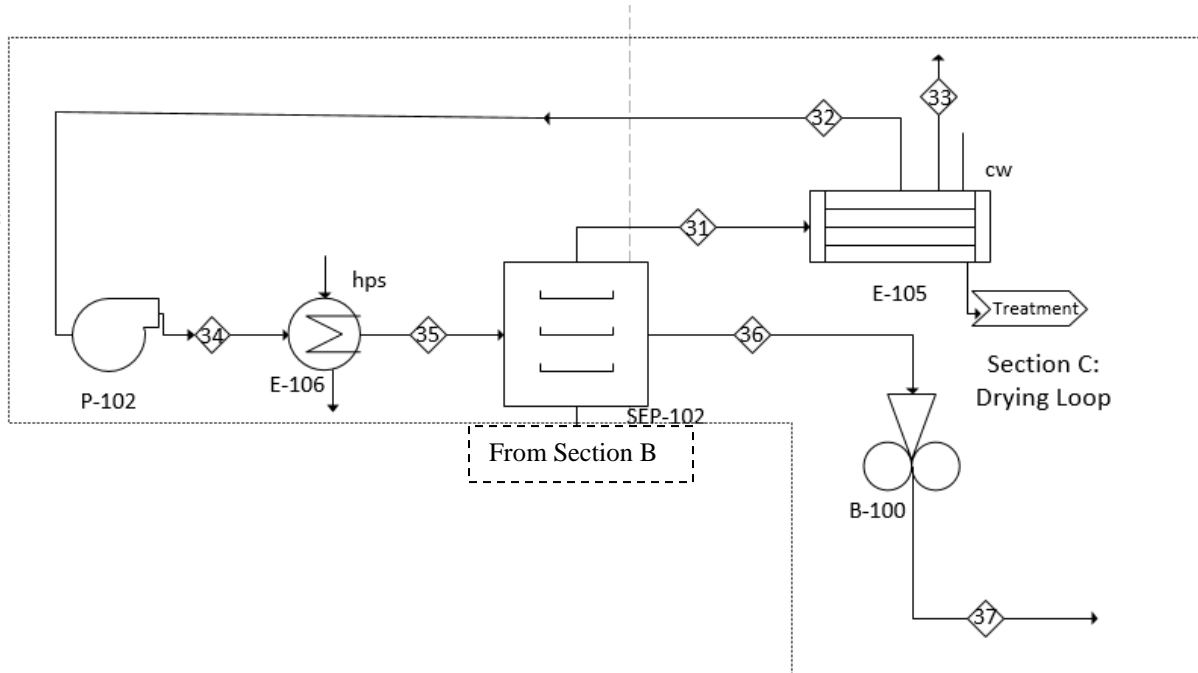 33
32
cw
31
E-105
hps
Treatment
34
35
36
E-106
Section C:
Drying Loop
P-102
SEP-102
From Section B
B-100
37